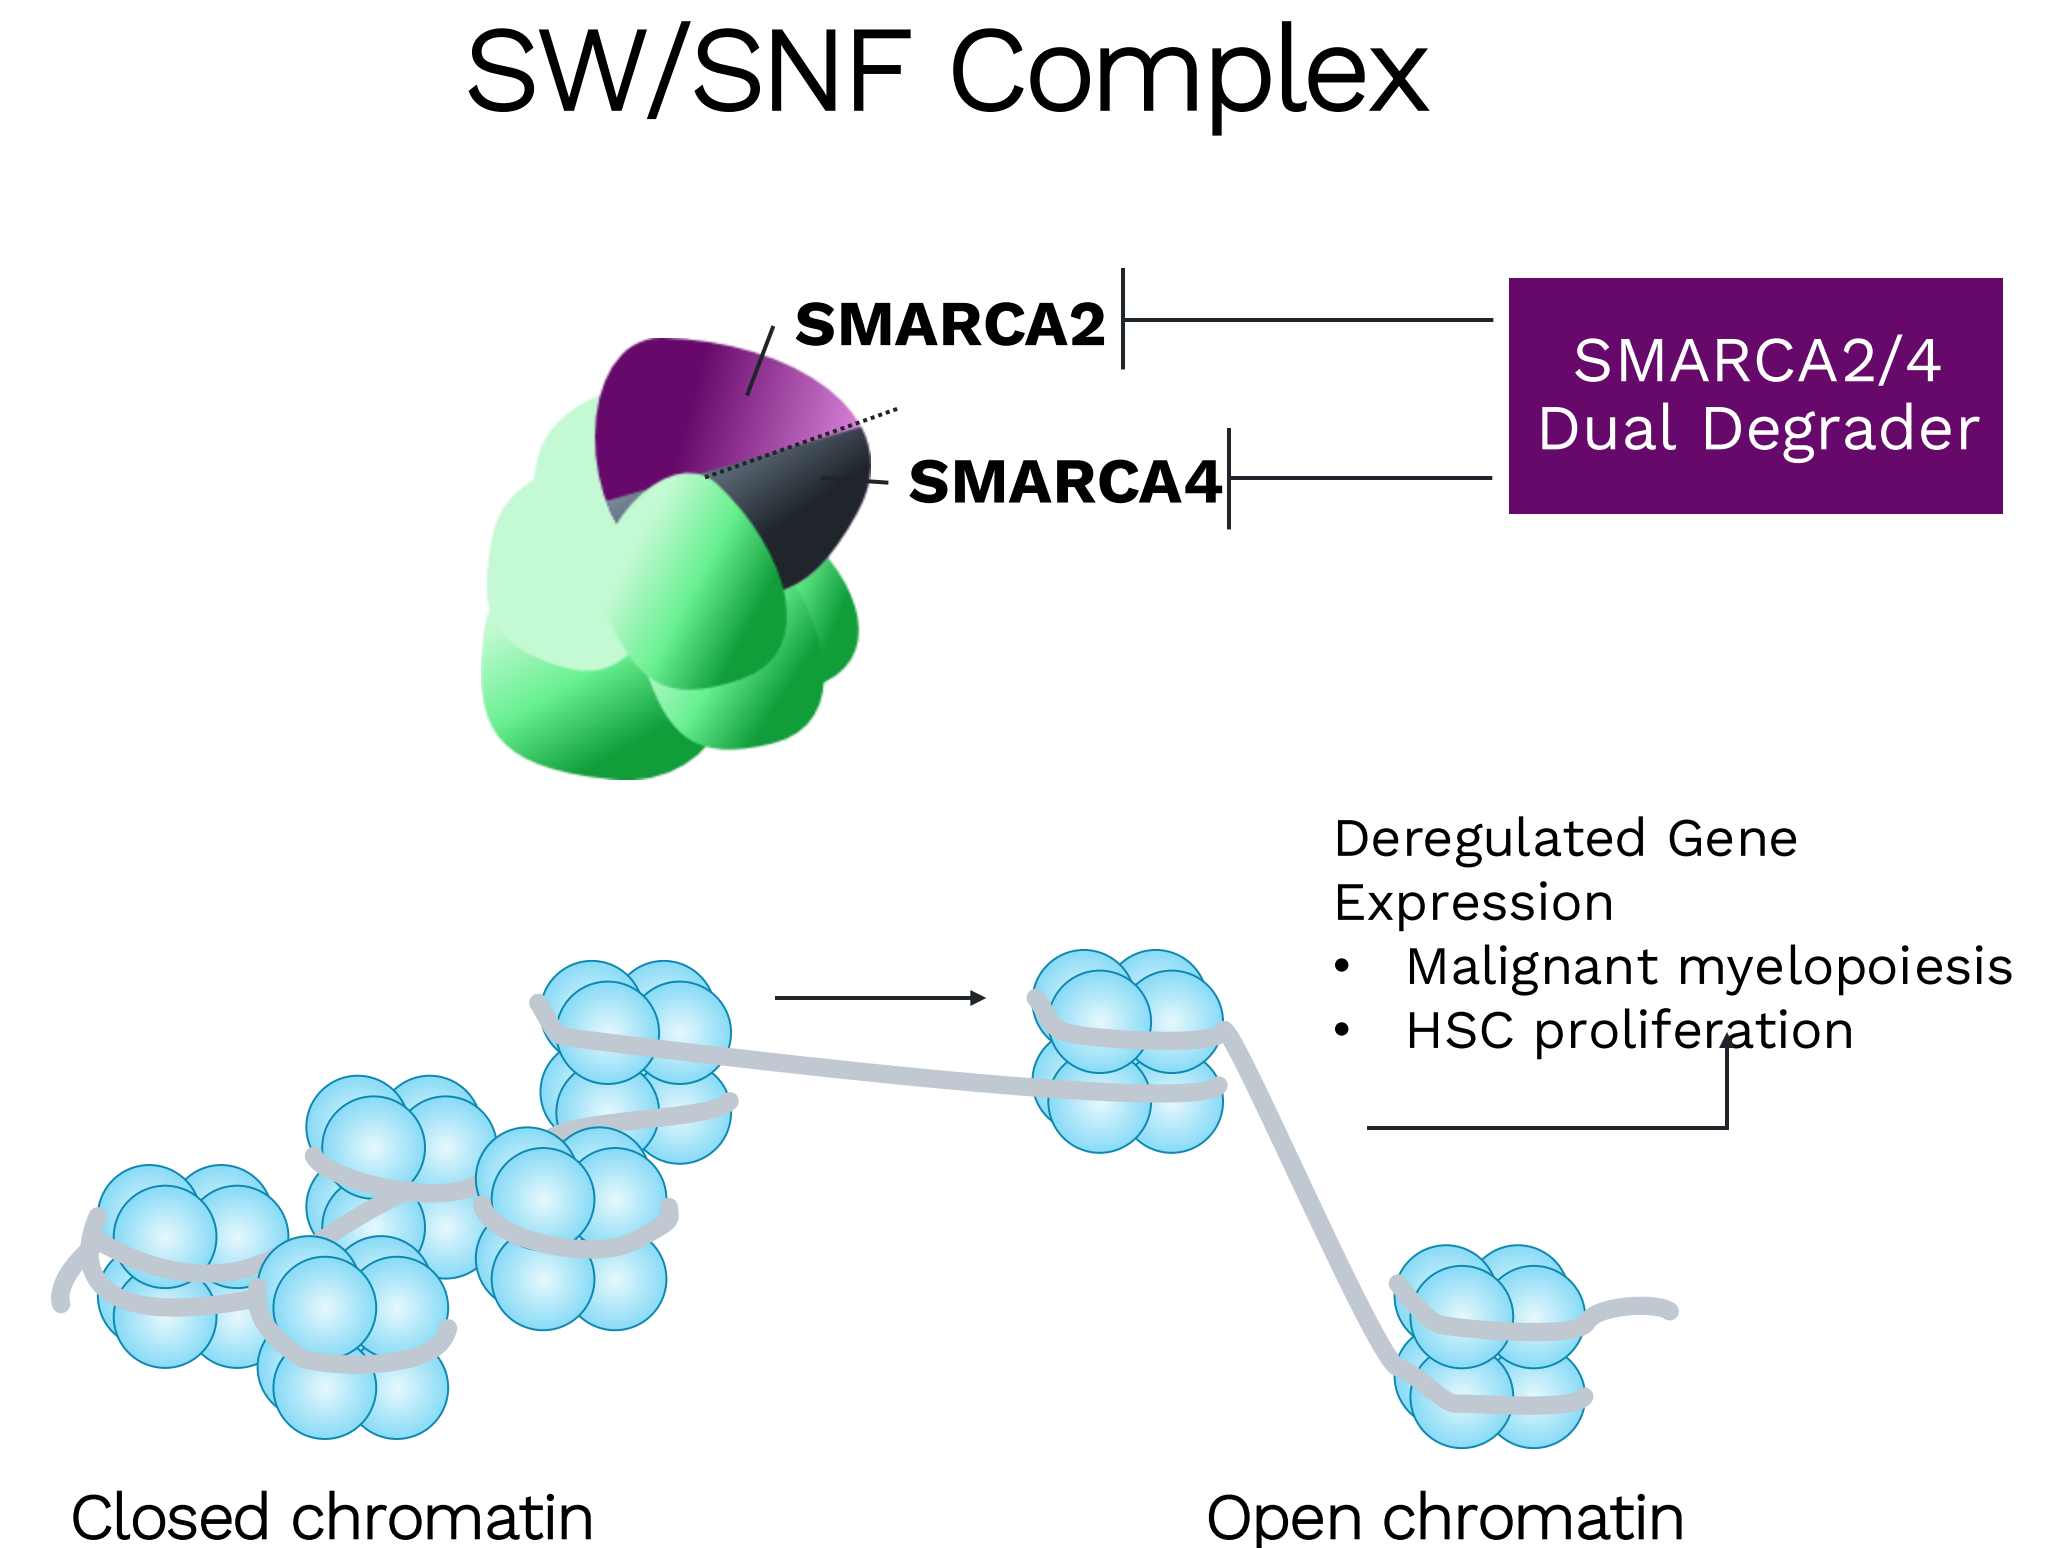 SW/SNF Complex
SMARCA2
SMARCA4
SMARCA2/4
Dual Degrader
Deregulated Gene
Expression
• Malignant myelopoiesis
• HSC proliferation
Closed chromatin
Open chromatin